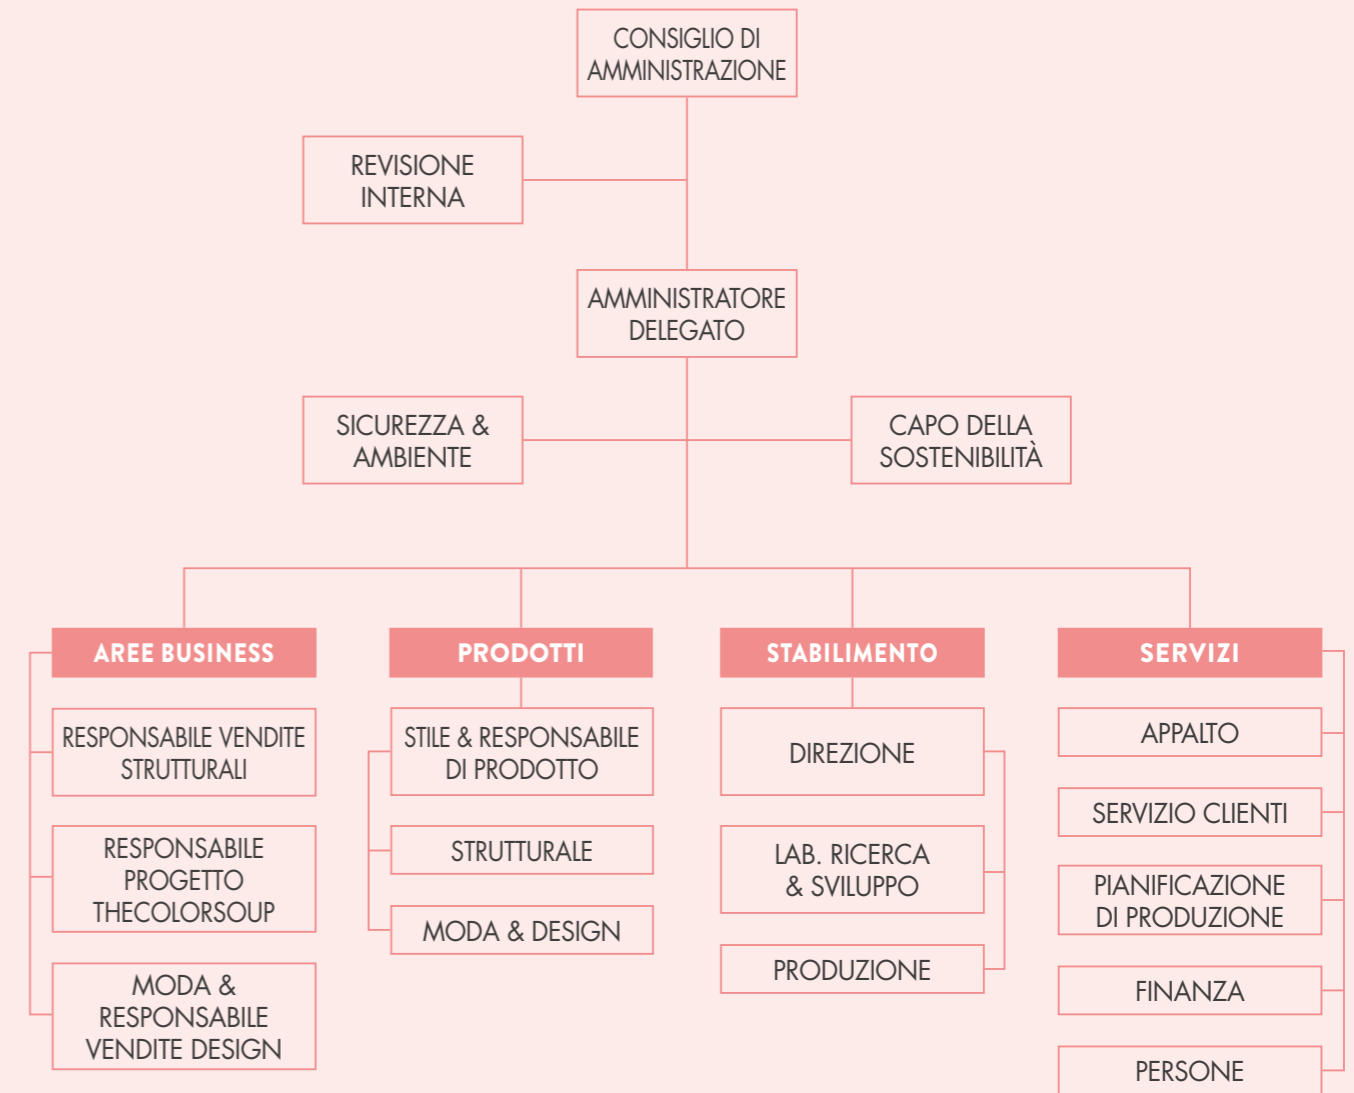 CONSIGLIO DI
AMMINISTRAZIONE
REVISIONE
INTERNA
AMMINISTRATORE
DELEGATO
SICUREZZA &
AMBIENTE
CAPO DELLA
SOSTENIBILITÀ
AREE BUSINESS
RESPONSABILE VENDITE
STRUTTURALI
RESPONSABILE
PROGETTO
THECOLORSOUP
MODA &
RESPONSABILE
VENDITE DESIGN
PRODOTTI
STILE & RESPONSABILE
DI PRODOTTO
STRUTTURALE
MODA & DESIGN
STABILIMENTO
DIREZIONE
LAB. RICERCA
& SVILUPPO
PRODUZIONE
SERVIZI
APPALTO
SERVIZIO CLIENTI
PIANIFICAZIONE
DI PRODUZIONE
FINANZA
PERSONE